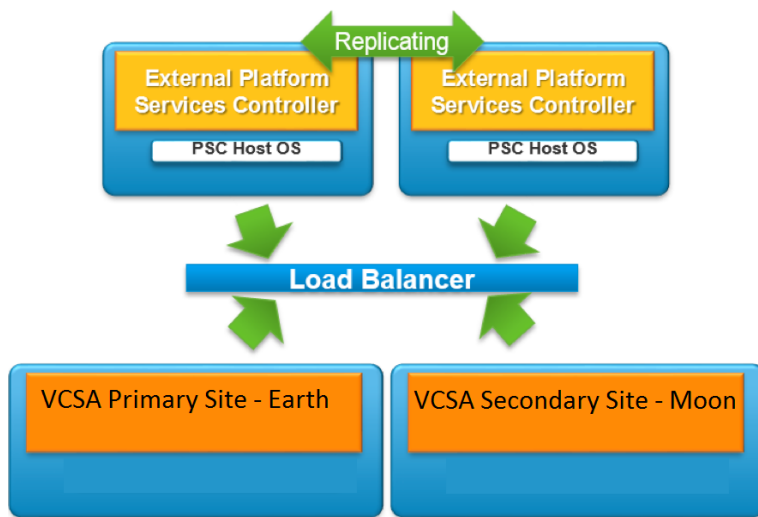 Replicating
External Platform
Services Controller
PSC Host OS
External Platform
Services Controller
PSC Host OS
Load Balancer
VCSA Primary Site - Earth
VCSA Secondary Site - Moon